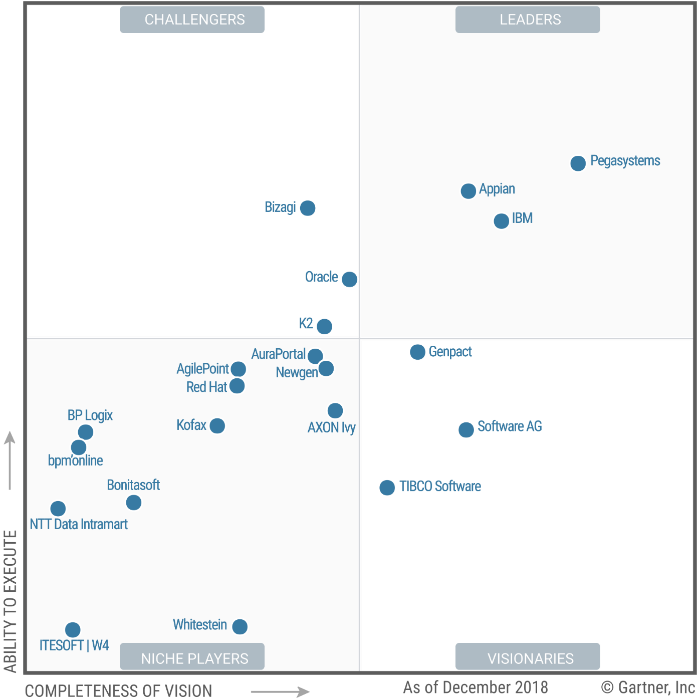 CHALLENGERS
LEADERS
Pegasystems
Appian
Bizagi
IBM
Oracle
K2
AuraPortal
Genpact
AgilePoint
Newgen
Red Hat
BP Logix
Kofax
AXON Ivy
Software AG
bpm'online
Bonitasoft
TIBCO Software
NTT Data Intramart
Whitestein
ITESOFT | W4
NICHE PLAYERS
VISIONARIES
ABILITY TO EXECUTE
COMPLETENESS OF VISION
As of December 2018
© Gartner, Inc